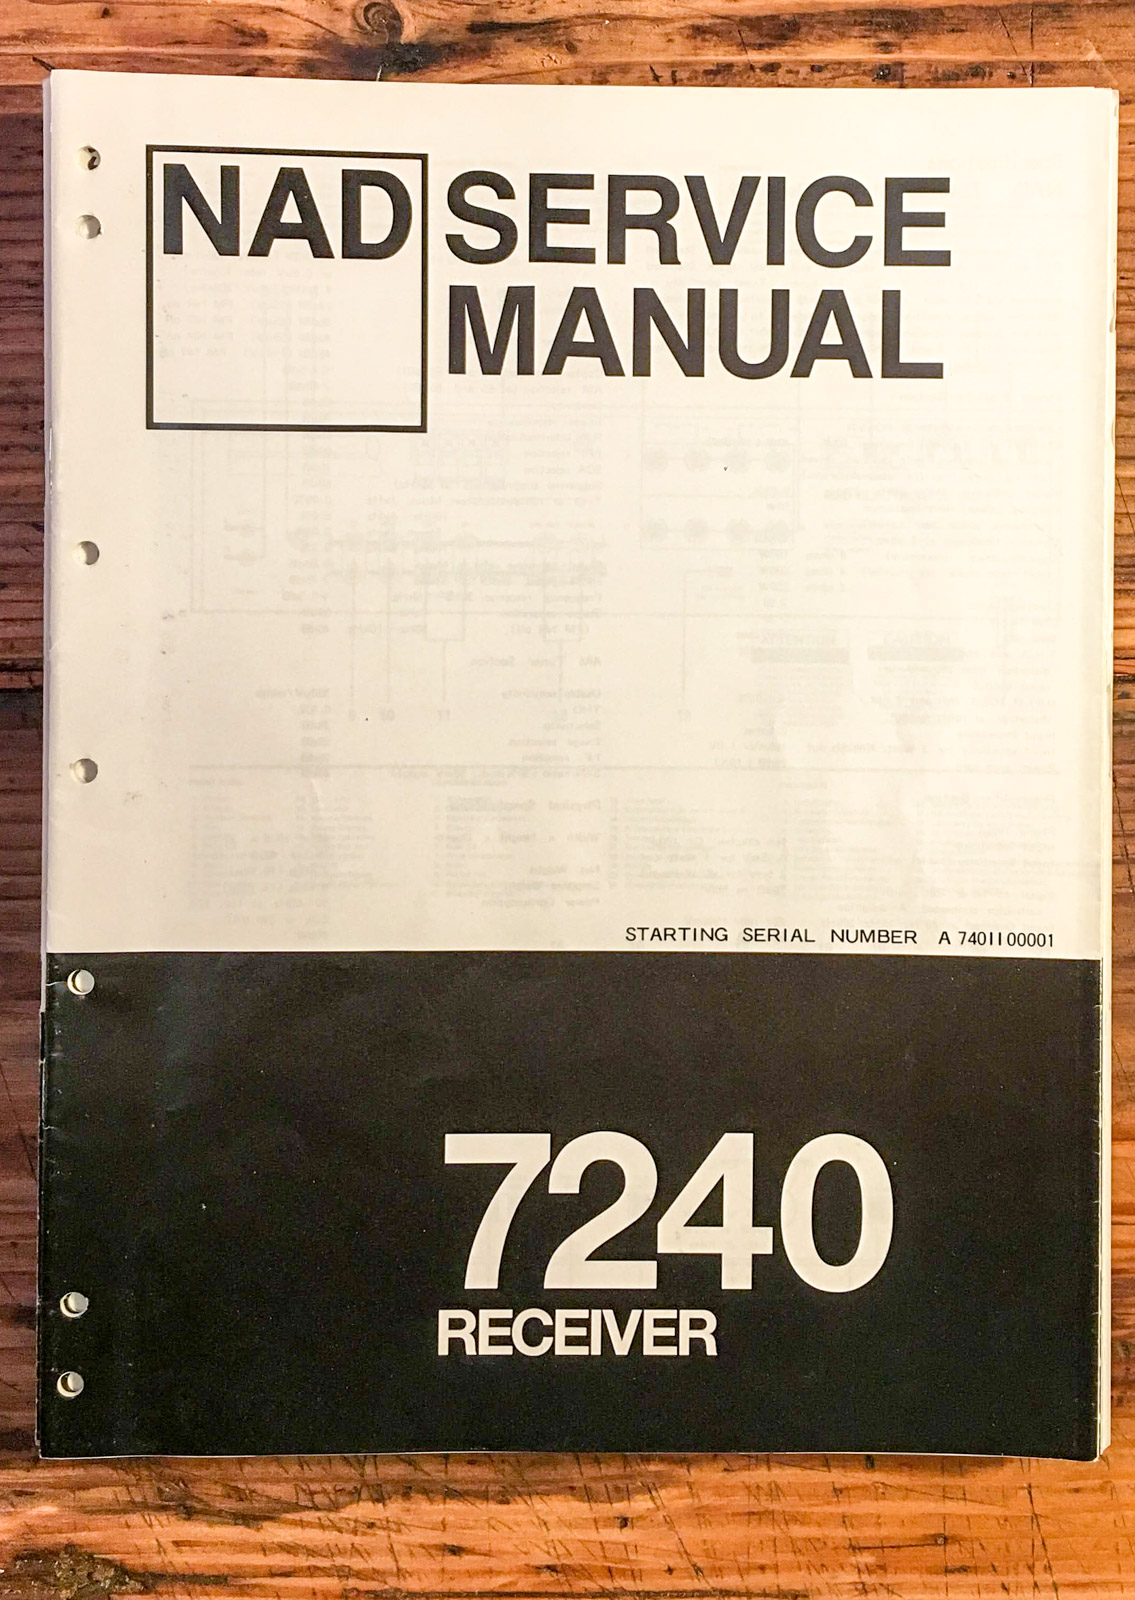 NAD
SERVICE
MANUAL
STARTING SERIAL NUMBER A 7401100001
7240
RECEIVER